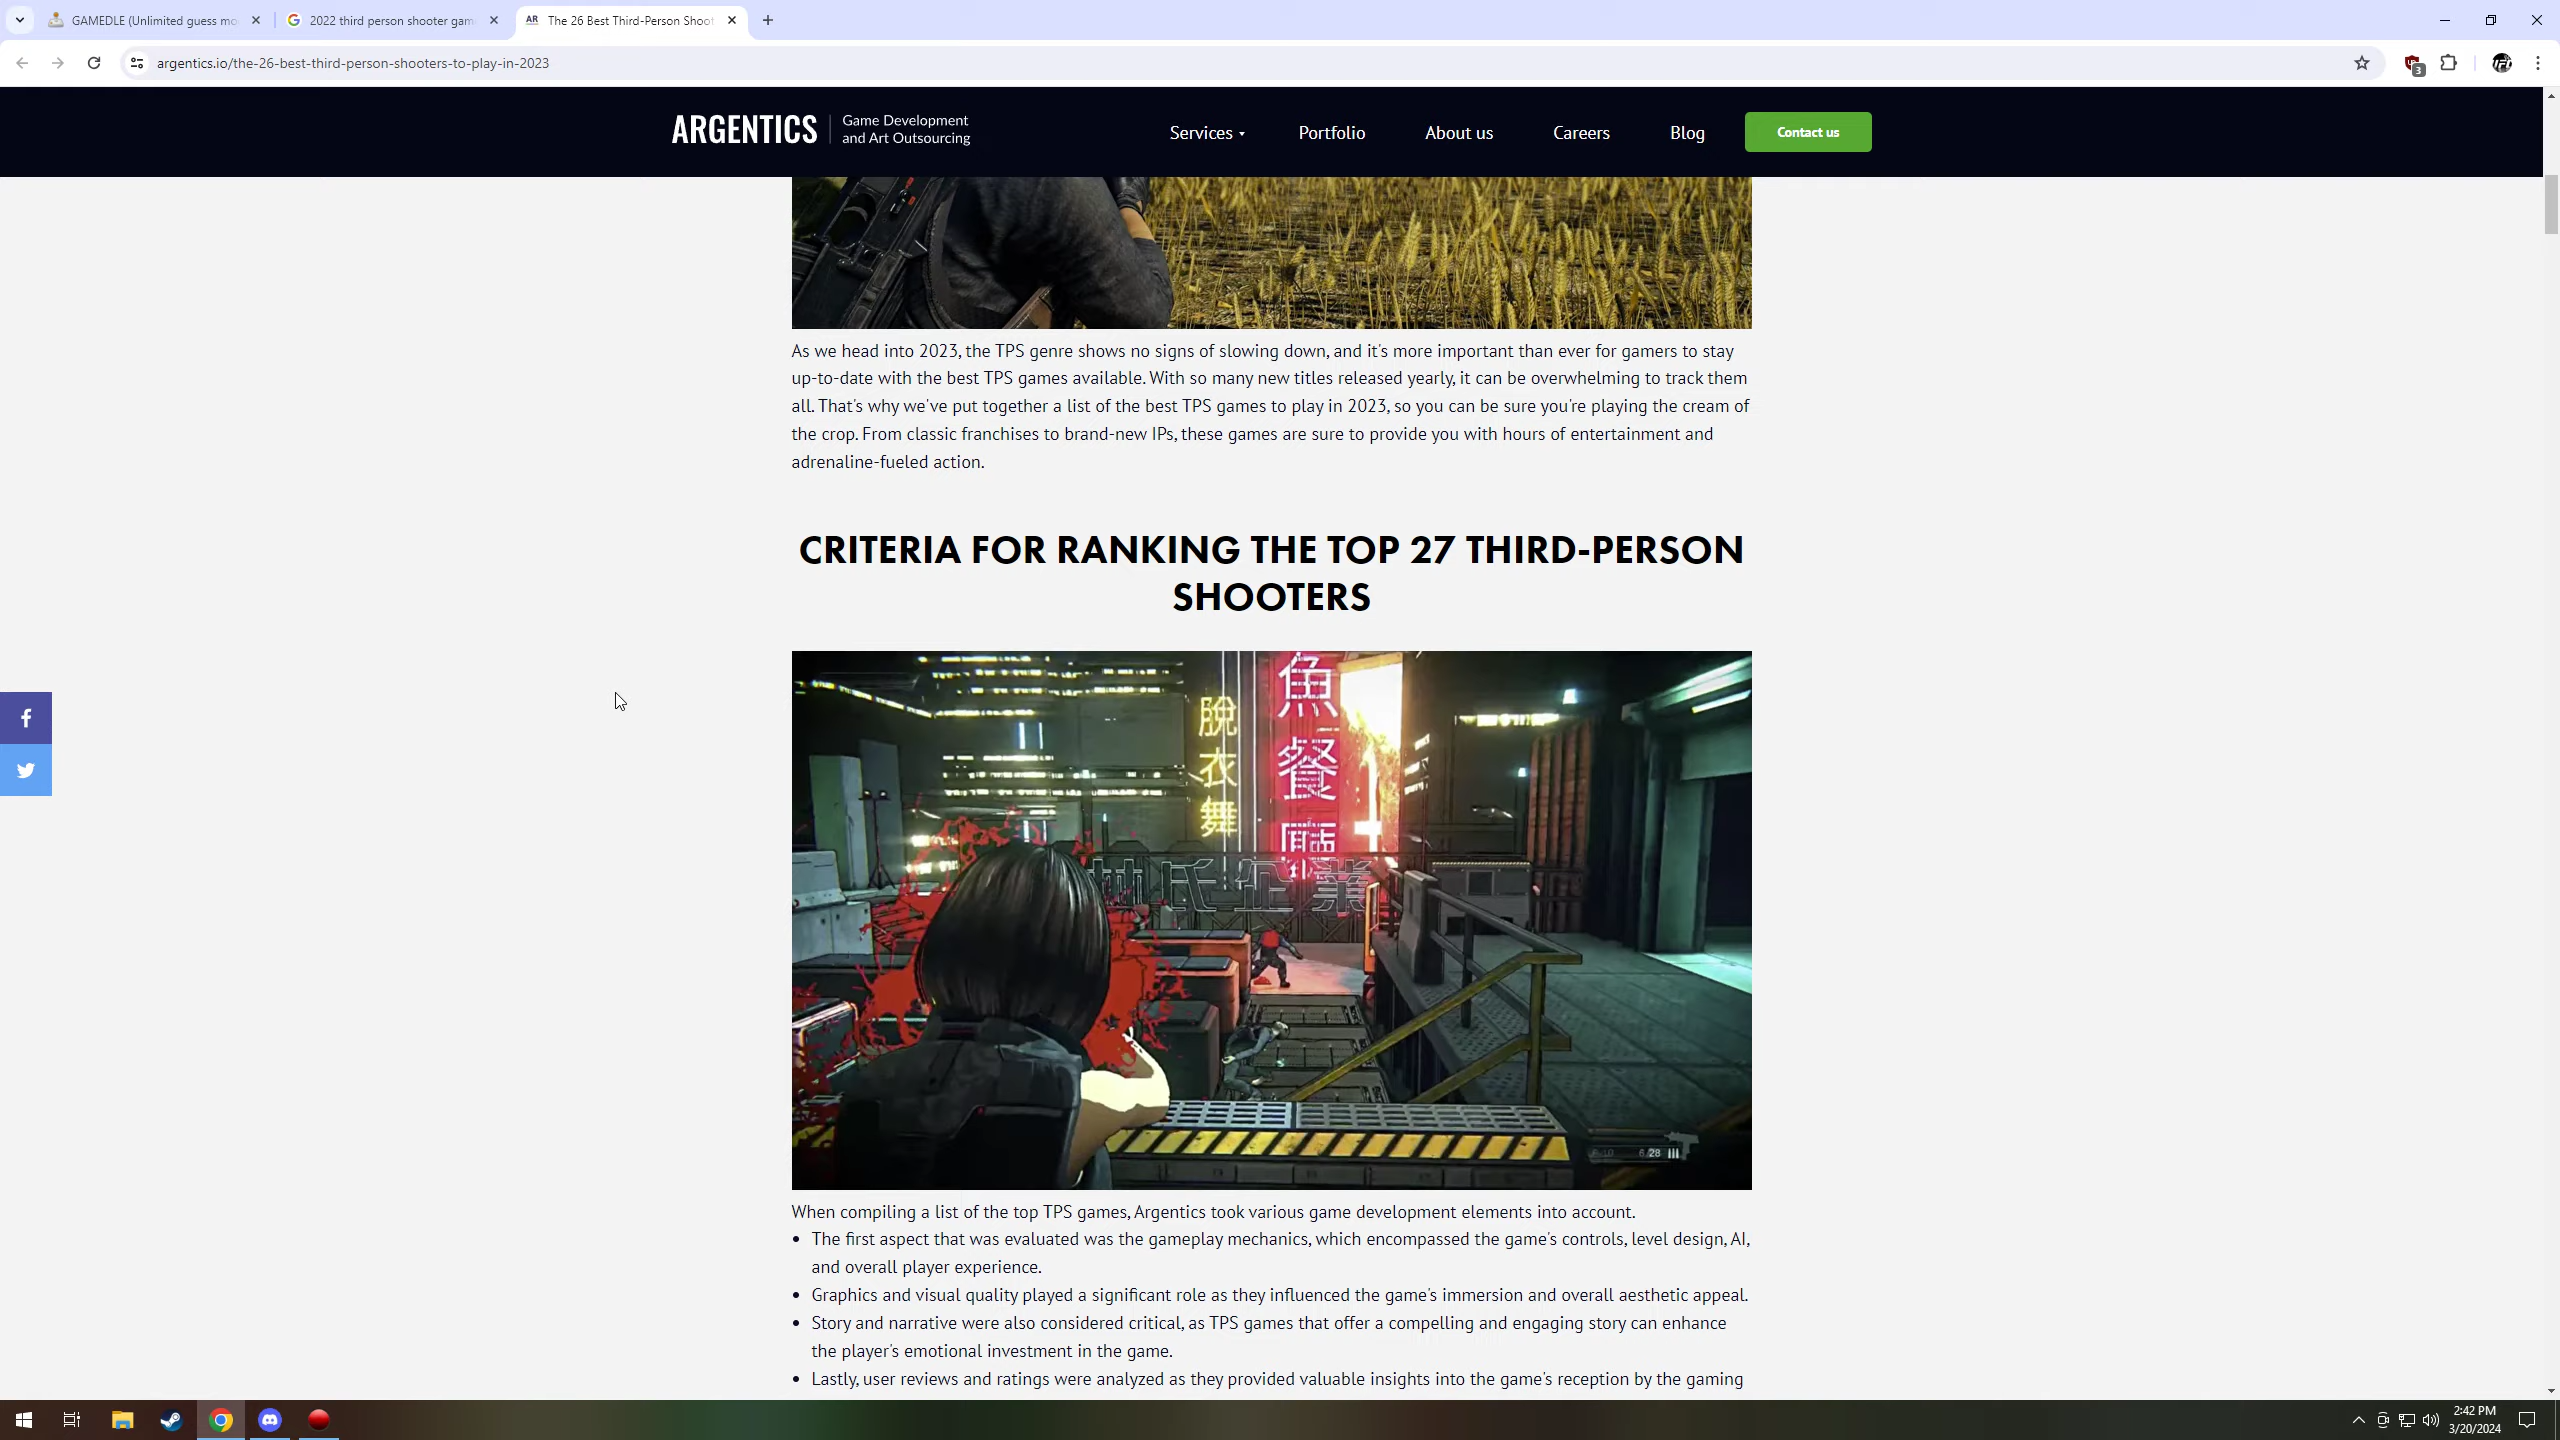 GAMEDLE (Unlimited guess mo
2022 third person shooter gam
AR
The 26 Best Third-Person Shoot
argentics.io/the-26-best-third-person-shooters-to-play-in-2023
3
ARGENTICS
Game Development
and Art Outsourcing
Services
Portfolio
About us
Careers
Blog
Contact us
As we head into 2023, the TPS genre shows no signs of slowing down, and it's more important than ever for gamers to stay
up-to-date with the best TPS games available. With so many new titles released yearly, it can be overwhelming to track them
all. That's why we've put together a list of the best TPS games to play in 2023, so you can be sure you're playing the cream of
the crop. From classic franchises to brand-new IPs, these games are sure to provide you with hours of entertainment and
adrenaline-fueled action.
CRITERIA FOR RANKING THE TOP 27 THIRD-PERSON
SHOOTERS
脫衣舞
魚餐廳
林氏企業
6/28
When compiling a list of the top TPS games, Argentics took various game development elements into account.
• The first aspect that was evaluated was the gameplay mechanics, which encompassed the game's controls, level design, AI,
and overall player experience.
• Graphics and visual quality played a significant role as they influenced the game's immersion and overall aesthetic appeal.
• Story and narrative were also considered critical, as TPS games that offer a compelling and engaging story can enhance
the player's emotional investment in the game.
• Lastly, user reviews and ratings were analyzed as they provided valuable insights into the game's reception by the gaming
2:42 PM
3/20/2024